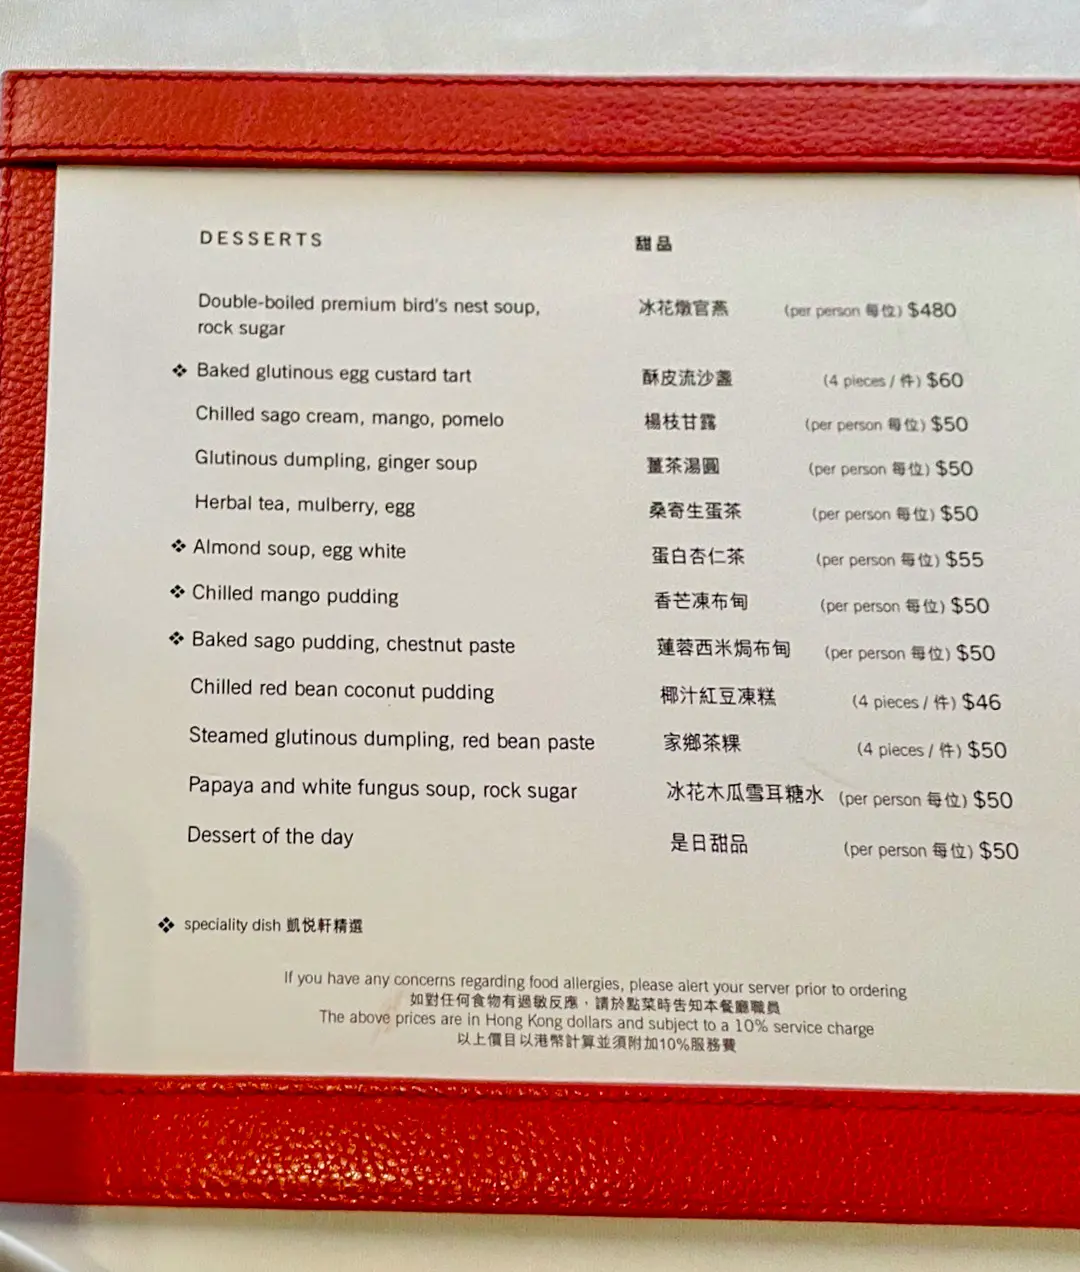 DESSERTS 甜品
Double-boiled premium bird's nest soup, 冰花燉官燕 (per person 每位) $480
rock sugar
❖ Baked glutinous egg custard tart 酥皮流沙盞 (4 pieces / 件) $60
Chilled sago cream, mango, pomelo 楊枝甘露 (per person 每位) $50
Glutinous dumpling, ginger soup 薑茶湯圓 (per person 每位) $50
Herbal tea, mulberry, egg 桑寄生蛋茶 (per person 每位) $50
❖ Almond soup, egg white 蛋白杏仁茶 (per person 每位) $55
❖ Chilled mango pudding 香芒凍布甸 (per person 每位) $50
❖ Baked sago pudding, chestnut paste 蓮蓉西米焗布甸 (per person 每位) $50
Chilled red bean coconut pudding 椰汁紅豆凍糕 (4 pieces / 件) $46
Steamed glutinous dumpling, red bean paste 家鄉茶粿 (4 pieces / 件) $50
Papaya and white fungus soup, rock sugar 冰花木瓜雪耳糖水 (per person 每位) $50
Dessert of the day 是日甜品 (per person 每位) $50
❖ speciality dish 凱悦軒精選
If you have any concerns regarding food allergies, please alert your server prior to ordering
如對任何食物有過敏反應，請於點菜時告知本餐廳職員
The above prices are in Hong Kong dollars and subject to a 10% service charge
以上價目以港幣計算並須附加10%服務費